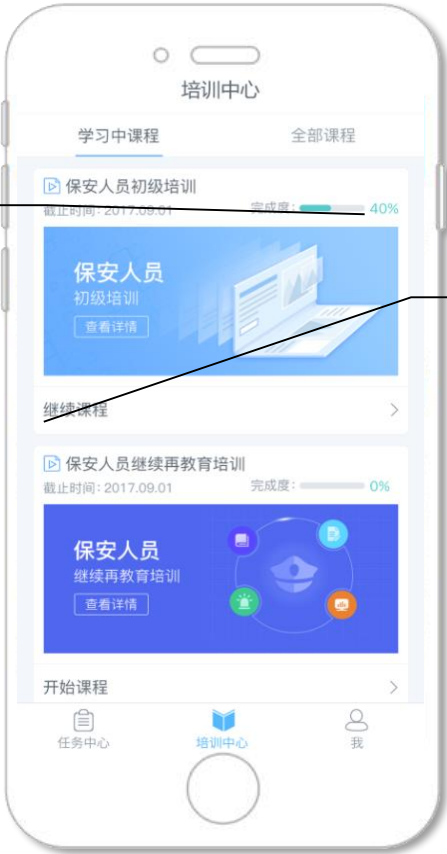 培训中心
学习中课程
全部课程
保安人员初级培训
截止时间：2017.09.01
完成度：
40%
保安人员
初级培训
查看详情
继续课程
保安人员继续再教育培训
截止时间：2017.09.01
完成度：
0%
保安人员
继续再教育培训
查看详情
开始课程
任务中心
培训中心
我